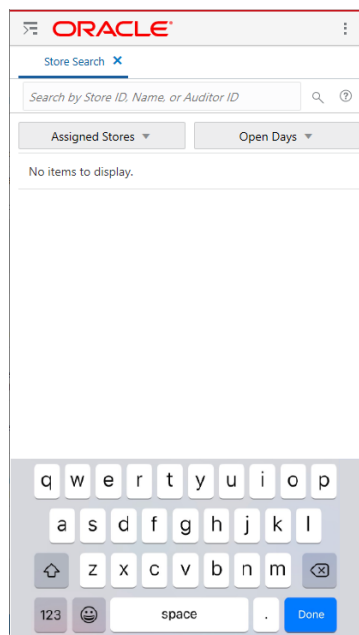 ORACLE
Store Search
Search by Store ID, Name, or Auditor ID
Assigned Stores Open Days
No items to display.
q w e r t y u i o p
a s d f g h j k l
z x c v b n m
123 space . Done